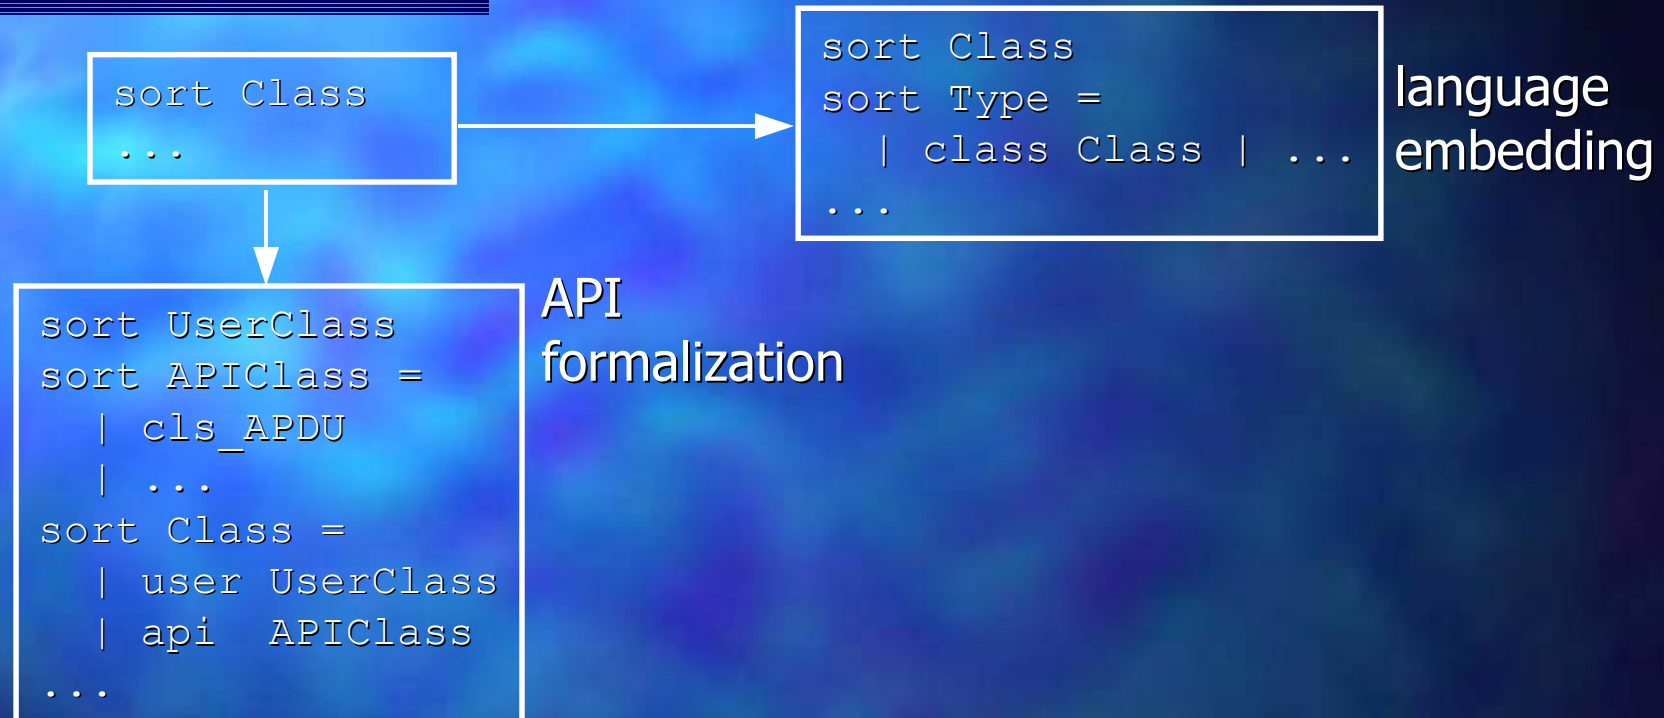 sort Class
...
sort Class
sort Type =
  | class Class | ...
...
language
embedding
API
formalization
sort UserClass
sort APIClass =
  | cls_APDU
  | ...
sort Class =
  | user UserClass
  | api  APIClass
...